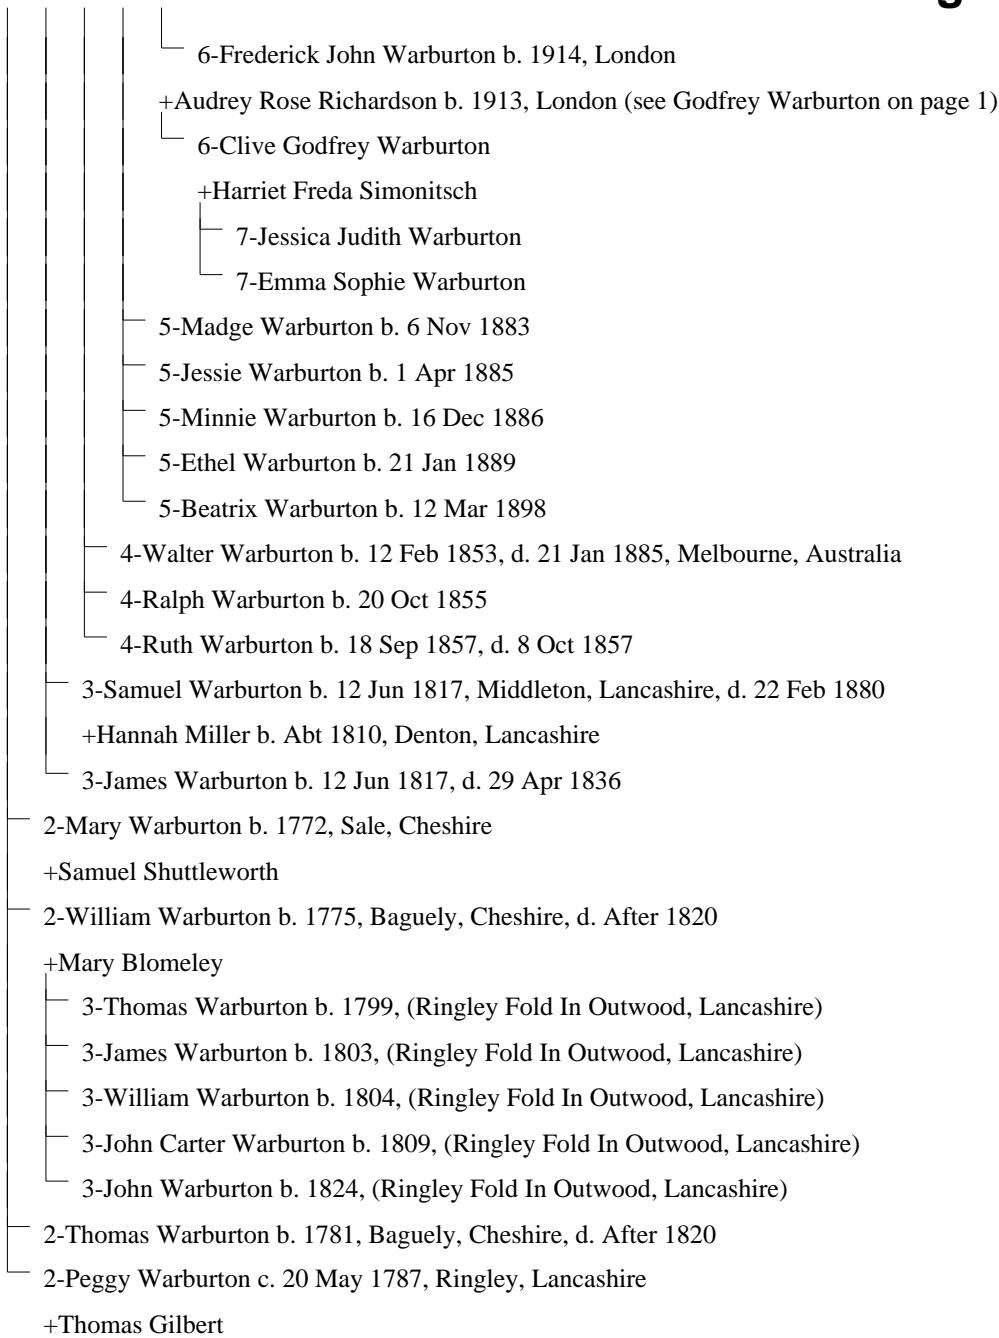 6-Frederick John Warburton b. 1914, London
+Audrey Rose Richardson b. 1913, London (see Godfrey Warburton on page 1)
6-Clive Godfrey Warburton
+Harriet Freda Simonitsch
7-Jessica Judith Warburton
7-Emma Sophie Warburton
5-Madge Warburton b. 6 Nov 1883
5-Jessie Warburton b. 1 Apr 1885
5-Minnie Warburton b. 16 Dec 1886
5-Ethel Warburton b. 21 Jan 1889
5-Beatrix Warburton b. 12 Mar 1898
4-Walter Warburton b. 12 Feb 1853, d. 21 Jan 1885, Melbourne, Australia
4-Ralph Warburton b. 20 Oct 1855
4-Ruth Warburton b. 18 Sep 1857, d. 8 Oct 1857
3-Samuel Warburton b. 12 Jun 1817, Middleton, Lancashire, d. 22 Feb 1880
+Hannah Miller b. Abt 1810, Denton, Lancashire
3-James Warburton b. 12 Jun 1817, d. 29 Apr 1836
2-Mary Warburton b. 1772, Sale, Cheshire
+Samuel Shuttleworth
2-William Warburton b. 1775, Baguely, Cheshire, d. After 1820
+Mary Blomeley
3-Thomas Warburton b. 1799, (Ringley Fold In Outwood, Lancashire)
3-James Warburton b. 1803, (Ringley Fold In Outwood, Lancashire)
3-William Warburton b. 1804, (Ringley Fold In Outwood, Lancashire)
3-John Carter Warburton b. 1809, (Ringley Fold In Outwood, Lancashire)
3-John Warburton b. 1824, (Ringley Fold In Outwood, Lancashire)
2-Thomas Warburton b. 1781, Baguely, Cheshire, d. After 1820
2-Peggy Warburton c. 20 May 1787, Ringley, Lancashire
+Thomas Gilbert